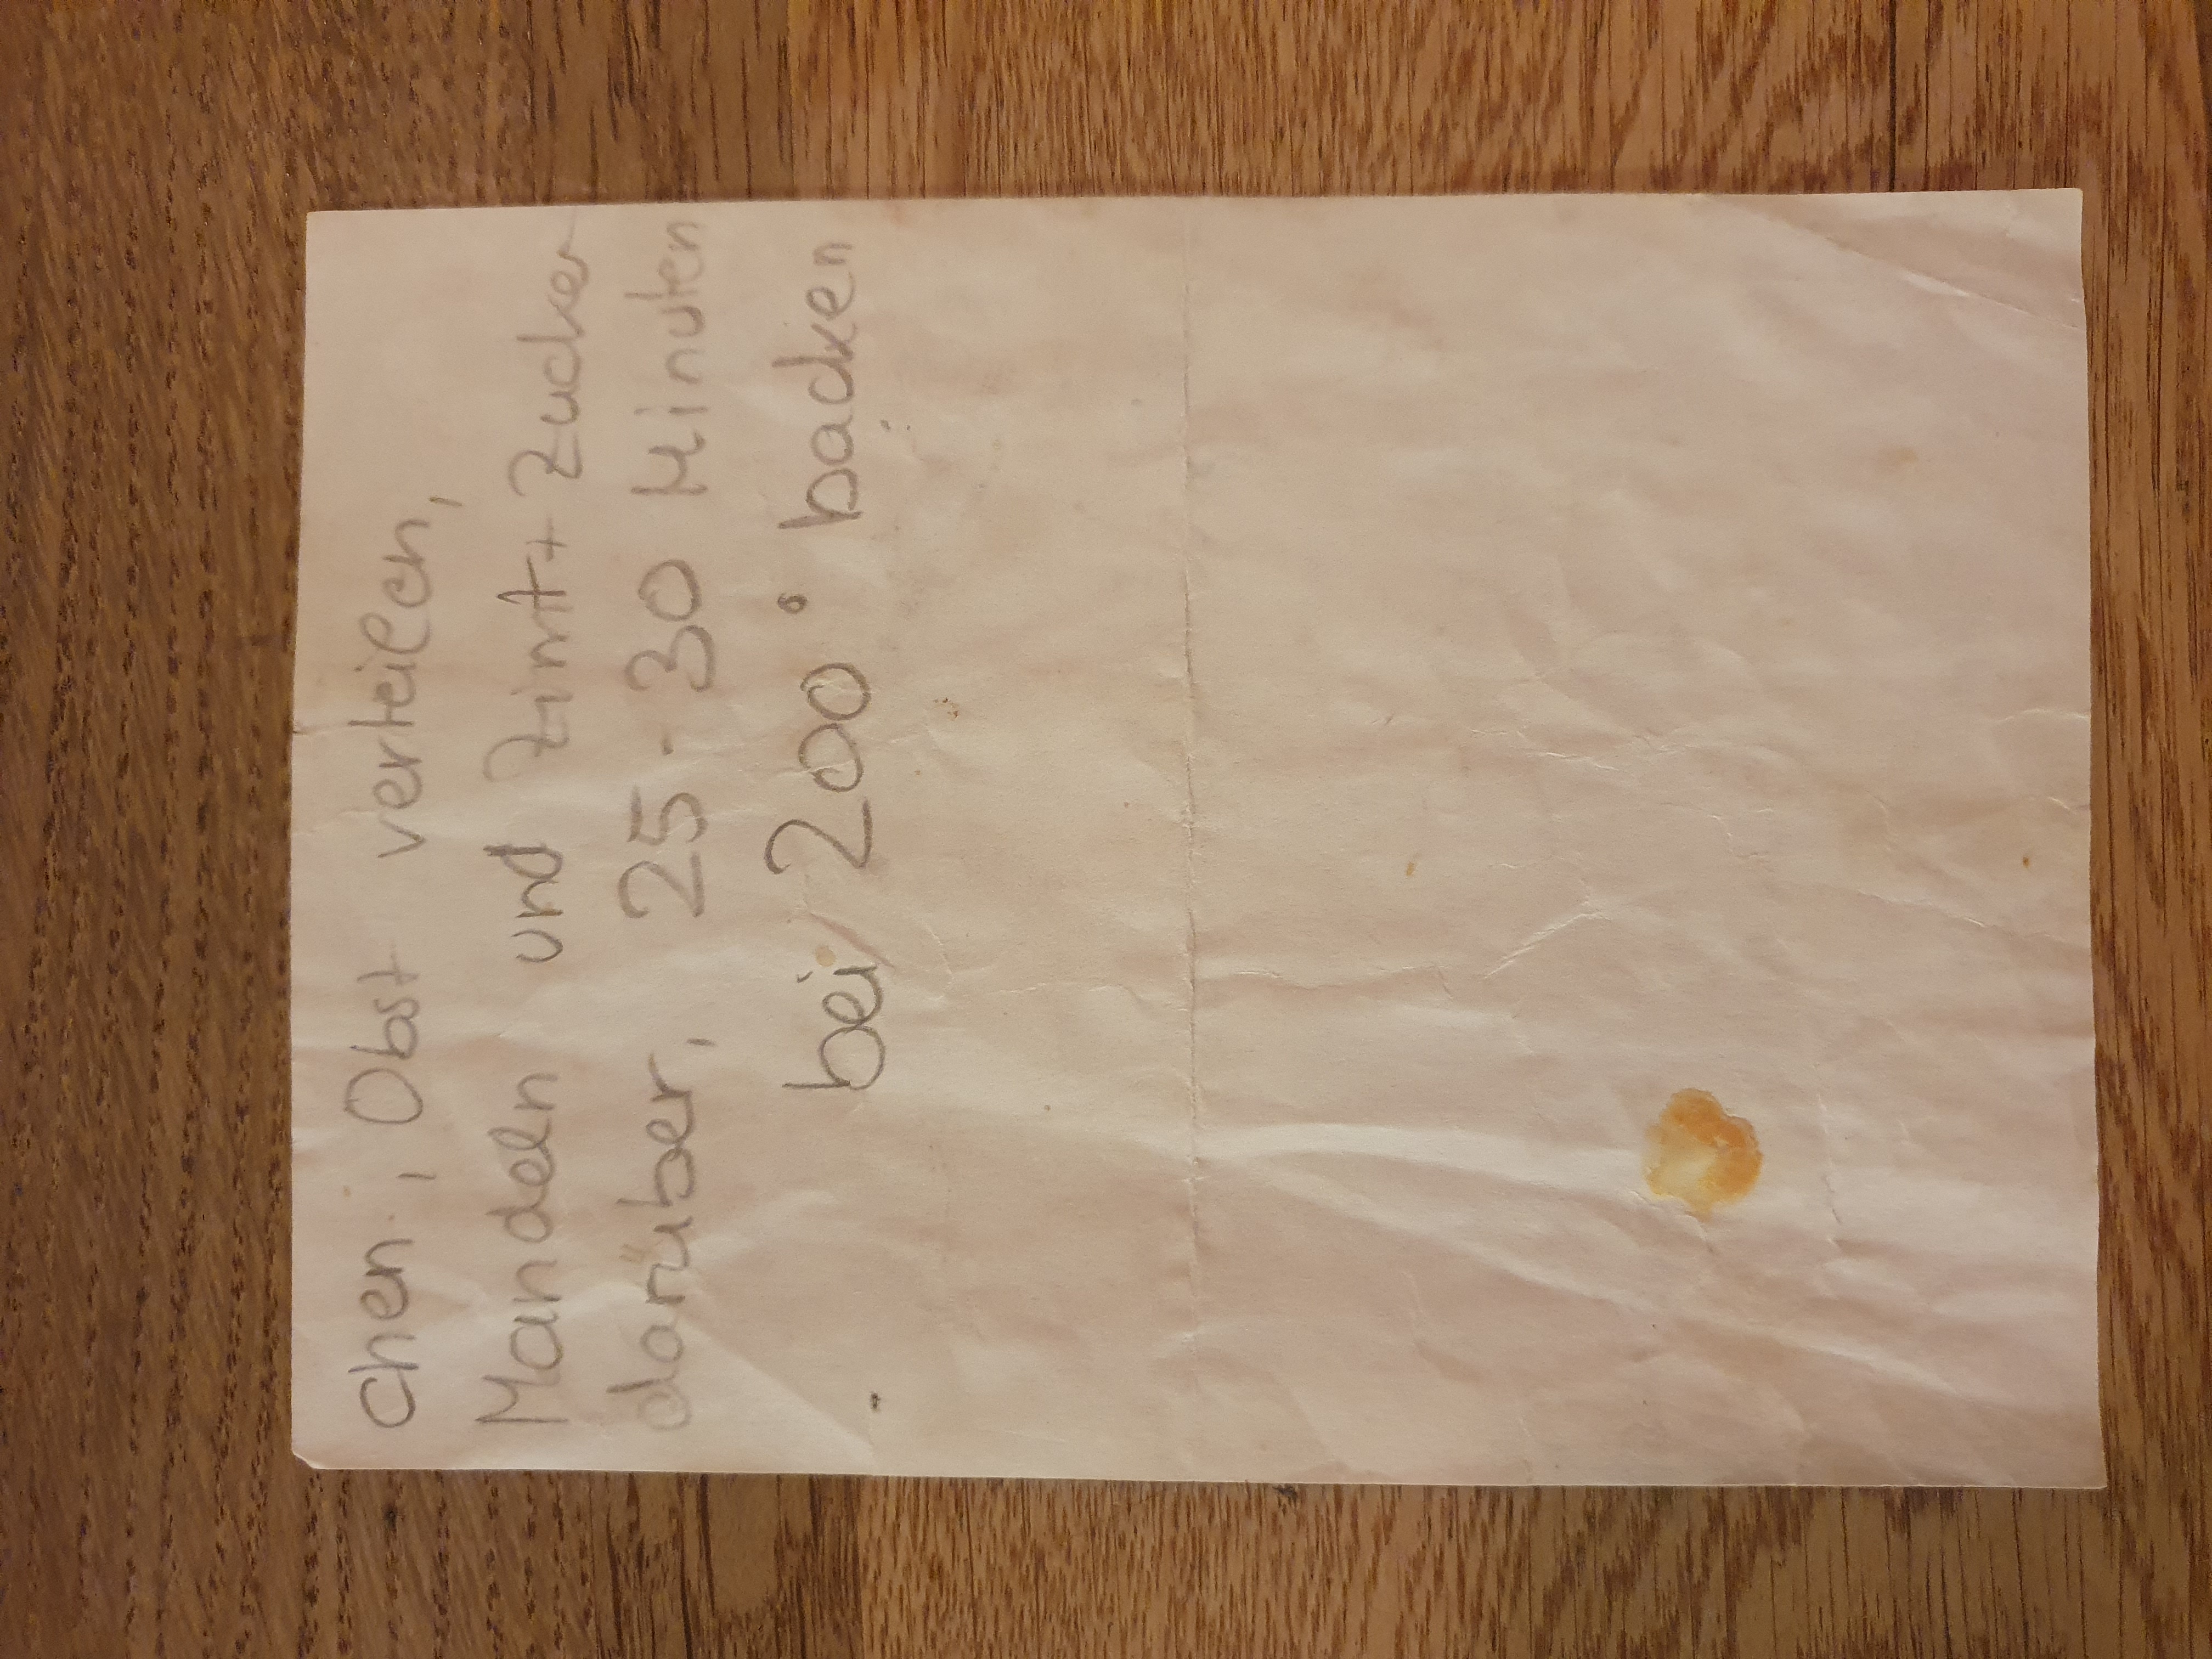 chen, Obst verteilen,
Mandeln und Zimt+Zucker
darüber, 25-30 Minuten
bei 200° backen